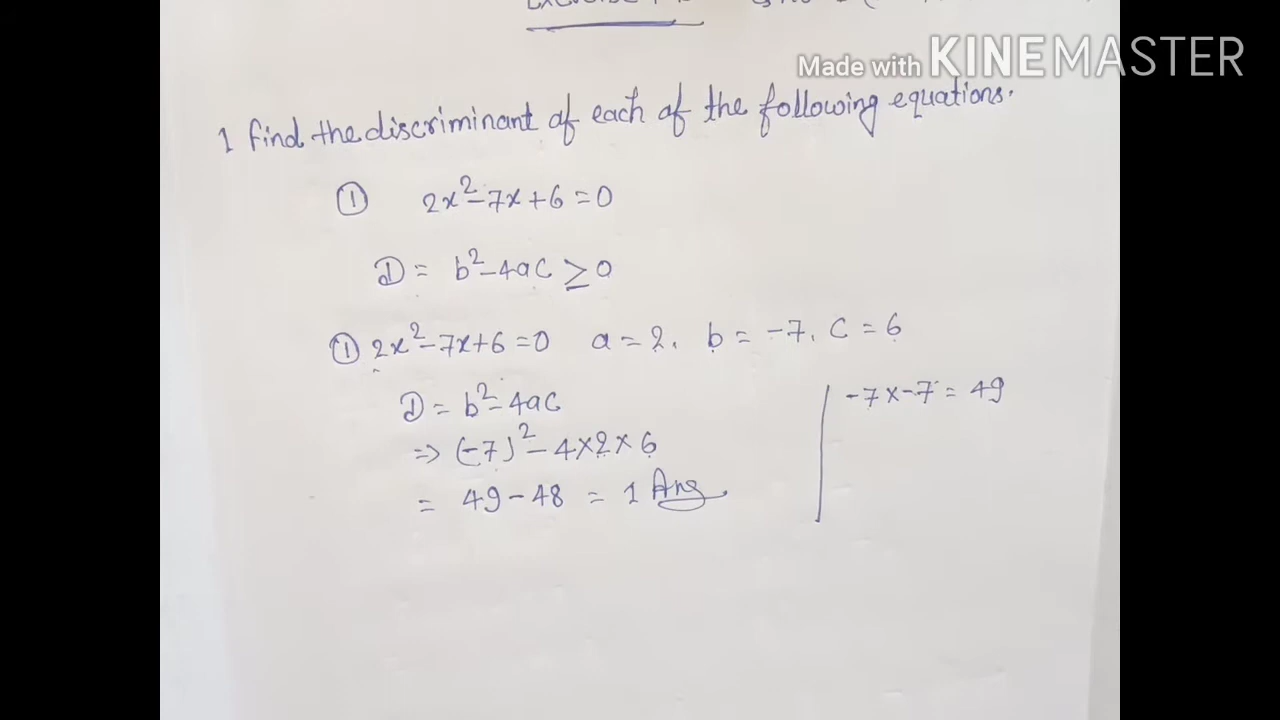 Made with KINEMASTER
1 find the discriminant of each of the following equations.
① 2x²-7x+6=0
D = b²-4ac ≥ 0
① 2x²-7x+6=0 a=2, b=-7, c=6
D = b²-4ac
⇒ (-7)²-4×2×6
= 49-48 = 1 Ans
-7×-7=49